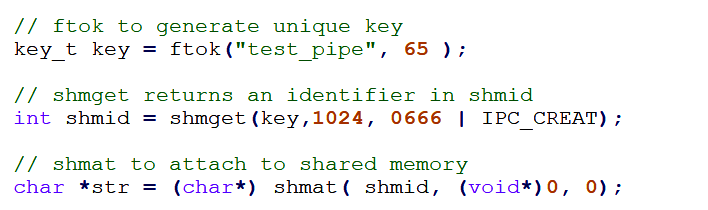 // ftok to generate unique key
key_t key = ftok("test_pipe", 65 );
// shmget returns an identifier in shmid
int shmid = shmget(key,1024, 0666 | IPC_CREAT);
// shmat to attach to shared memory
char *str = (char*) shmat( shmid, (void*)0, 0);